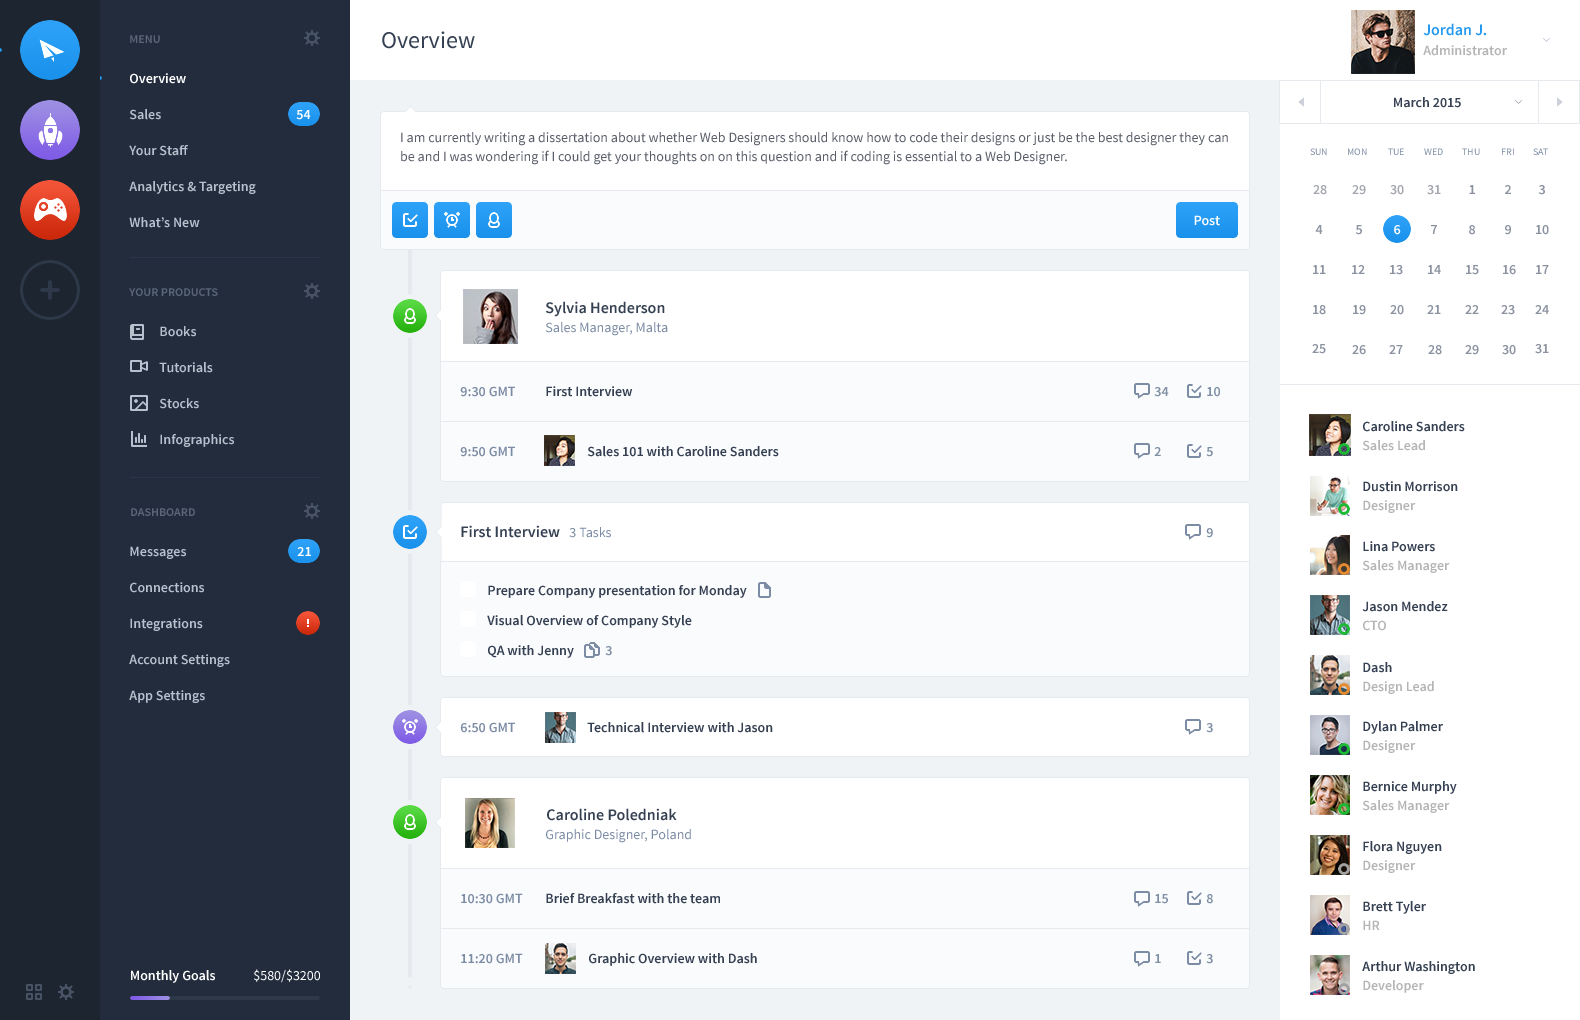 MENU
Overview
Sales 54
Your Staff
Analytics & Targeting
What's New
YOUR PRODUCTS
Books
Tutorials
Stocks
Infographics
DASHBOARD
Messages 21
Connections
Integrations !
Account Settings
App Settings
Monthly Goals $580/$3200
Overview
Jordan J.
Administrator
I am currently writing a dissertation about whether Web Designers should know how to code their designs or just be the best designer they can
be and I was wondering if I could get your thoughts on on this question and if coding is essential to a Web Designer.
Post
Sylvia Henderson
Sales Manager, Malta
9:30 GMT First Interview 34 10
9:50 GMT Sales 101 with Caroline Sanders 2 5
First Interview 3 Tasks 9
Prepare Company presentation for Monday
Visual Overview of Company Style
QA with Jenny 3
6:50 GMT Technical Interview with Jason 3
Caroline Poledniak
Graphic Designer, Poland
10:30 GMT Brief Breakfast with the team 15 8
11:20 GMT Graphic Overview with Dash 1 3
March 2015
SUN MON TUE WED THU FRI SAT
28 29 30 31 1 2 3
4 5 6 7 8 9 10
11 12 13 14 15 16 17
18 19 20 21 22 23 24
25 26 27 28 29 30 31
Caroline Sanders
Sales Lead
Dustin Morrison
Designer
Lina Powers
Sales Manager
Jason Mendez
CTO
Dash
Design Lead
Dylan Palmer
Designer
Bernice Murphy
Sales Manager
Flora Nguyen
Designer
Brett Tyler
HR
Arthur Washington
Developer